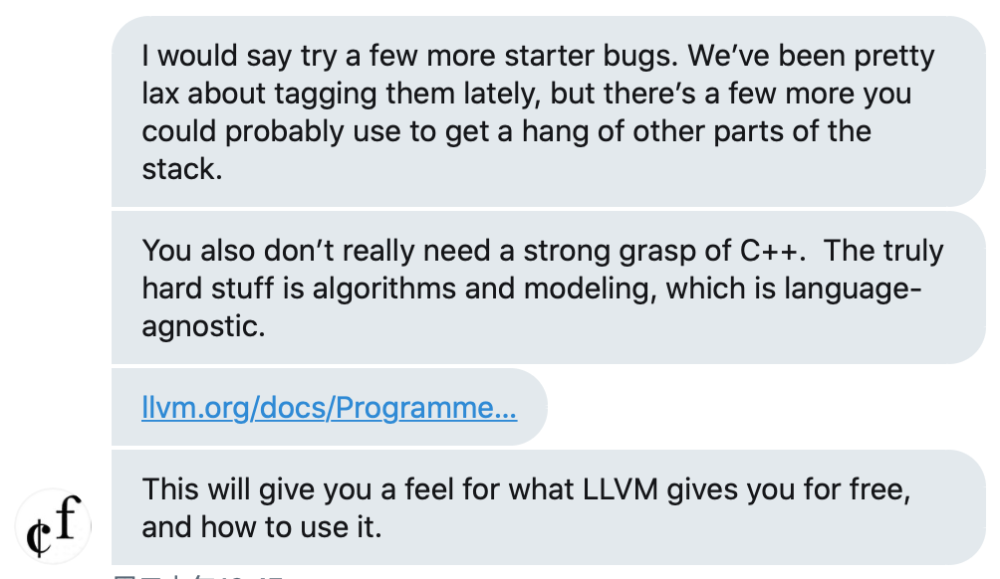 I would say try a few more starter bugs. We’ve been pretty
lax about tagging them lately, but there’s a few more you
could probably use to get a hang of other parts of the
stack.
You also don’t really need a strong grasp of C++.  The truly
hard stuff is algorithms and modeling, which is language-
agnostic.
llvm.org/docs/Programme...
This will give you a feel for what LLVM gives you for free,
and how to use it.
¢f